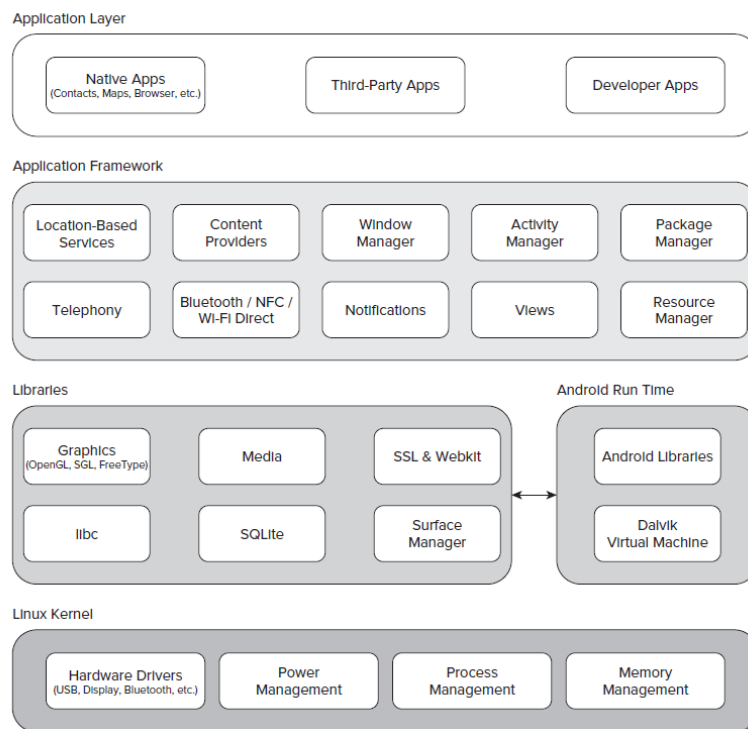 Application Layer
Native Apps
(Contacts, Maps, Browser, etc.)
Third-Party Apps
Developer Apps
Application Framework
Location-Based
Services
Content
Providers
Window
Manager
Activity
Manager
Package
Manager
Telephony
Bluetooth / NFC /
Wi-Fi Direct
Notifications
Views
Resource
Manager
Libraries
Graphics
(OpenGL, SGL, FreeType)
Media
SSL & Webkit
libc
SQLite
Surface
Manager
Android Run Time
Android Libraries
Dalvik
Virtual Machine
Linux Kernel
Hardware Drivers
(USB, Display, Bluetooth, etc.)
Power
Management
Process
Management
Memory
Management